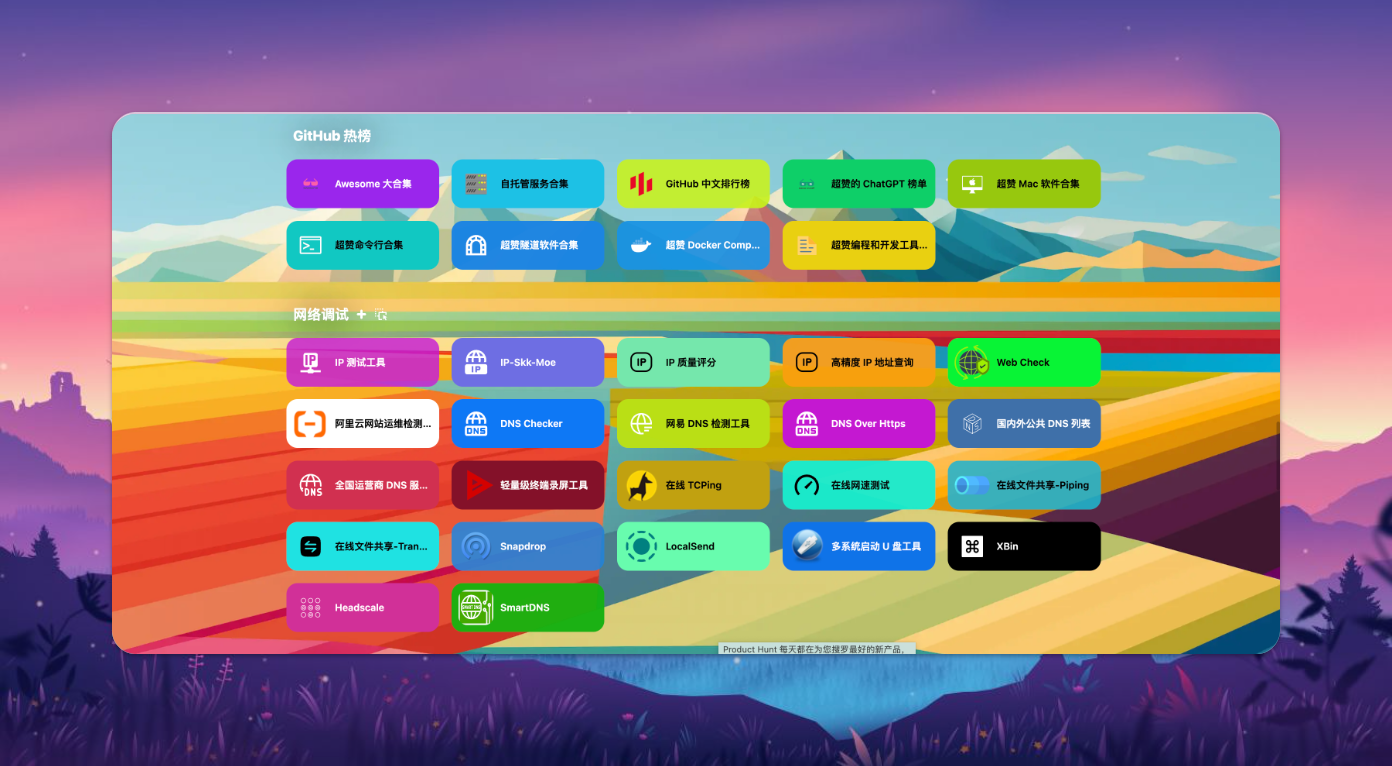 GitHub 热榜
Awesome 大合集
自托管服务合集
GitHub 中文排行榜
超赞的 ChatGPT 榜单
超赞 Mac 软件合集
超赞命令行合集
超赞隧道软件合集
超赞 Docker Comp...
超赞编程和开发工具...
网络调试 +
IP 测试工具
IP
IP-Skk-Moe
IP
IP 质量评分
IP
高精度 IP 地址查询
Web Check
阿里云网站运维检测...
DNS
DNS Checker
网易 DNS 检测工具
DNS
DNS Over Https
国内外公共 DNS 列表
DNS
全国运营商 DNS 服...
轻量级终端录屏工具
在线 TCPing
在线网速测试
在线文件共享-Piping
在线文件共享-Tran...
Snapdrop
LocalSend
多系统启动 U 盘工具
XBin
Headscale
SMART DNS
SmartDNS
Product Hunt 每天都在为您搜罗最好的新产品。